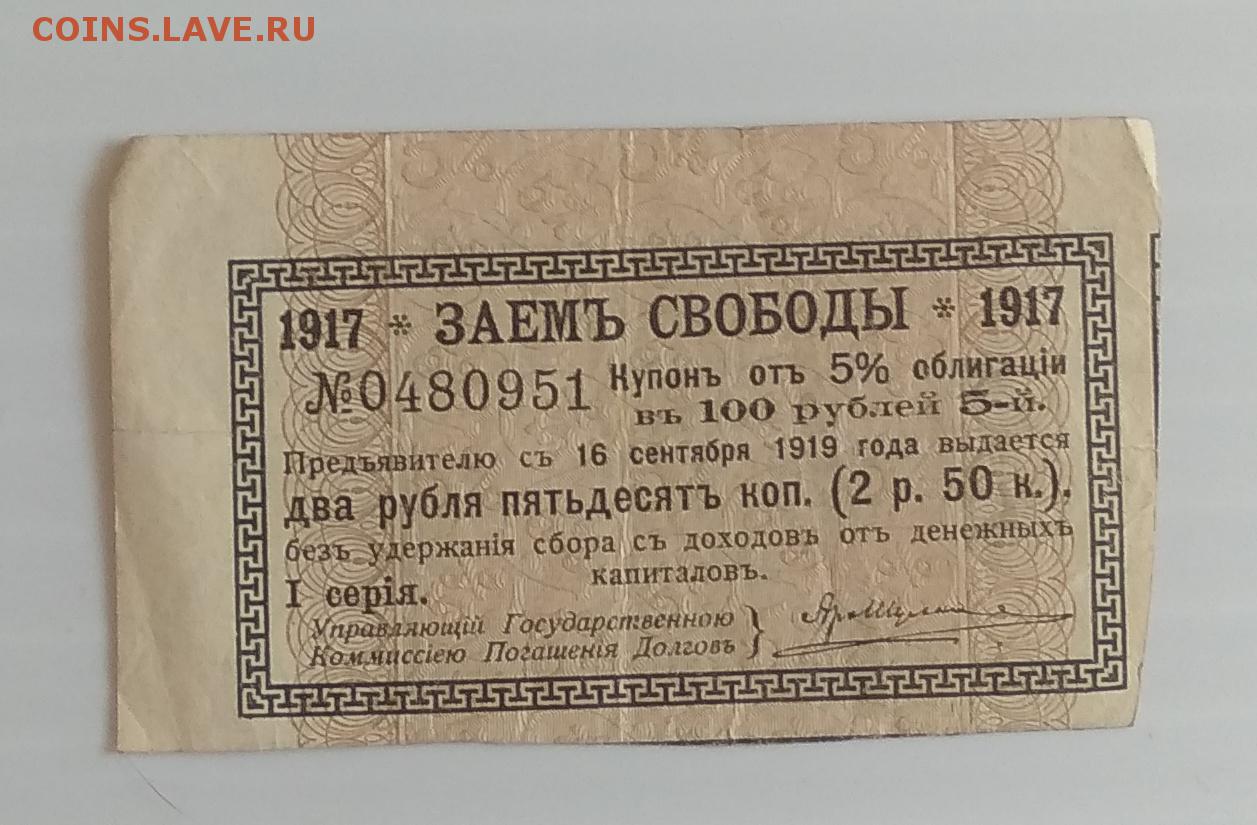 COINS.LAVE.RU
1917 * ЗАЕМЪ СВОБОДЫ * 1917
№0480951 Купонъ отъ 5% облигаціи
въ 100 рублей 5-й.
Предъявителю съ 16 сентября 1919 года выдается
два рубля пятьдесятъ коп. (2 р. 50 к.).
безъ удержанія сбора съ доходовъ отъ денежныхъ
капиталовъ.
I серія.
Управляющій Государственною
Коммиссіею Погашенія Долговъ }